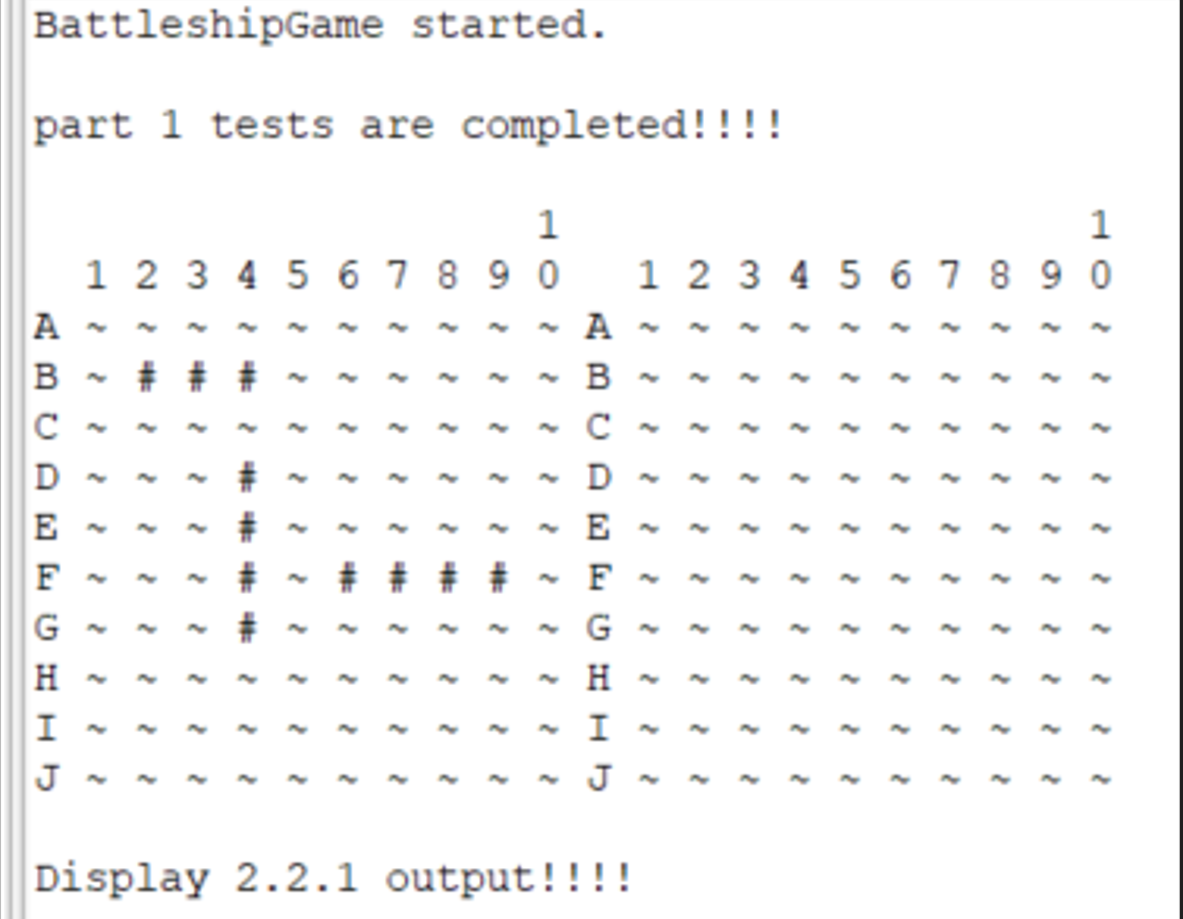 BattleshipGame started.
part 1 tests are completed!!!!
                    1                     1
  1 2 3 4 5 6 7 8 9 0   1 2 3 4 5 6 7 8 9 0
A ~ ~ ~ ~ ~ ~ ~ ~ ~ ~ A ~ ~ ~ ~ ~ ~ ~ ~ ~ ~
B ~ # # # ~ ~ ~ ~ ~ ~ B ~ ~ ~ ~ ~ ~ ~ ~ ~ ~
C ~ ~ ~ ~ ~ ~ ~ ~ ~ ~ C ~ ~ ~ ~ ~ ~ ~ ~ ~ ~
D ~ ~ ~ # ~ ~ ~ ~ ~ ~ D ~ ~ ~ ~ ~ ~ ~ ~ ~ ~
E ~ ~ ~ # ~ ~ ~ ~ ~ ~ E ~ ~ ~ ~ ~ ~ ~ ~ ~ ~
F ~ ~ ~ # ~ # # # # ~ F ~ ~ ~ ~ ~ ~ ~ ~ ~ ~
G ~ ~ ~ # ~ ~ ~ ~ ~ ~ G ~ ~ ~ ~ ~ ~ ~ ~ ~ ~
H ~ ~ ~ ~ ~ ~ ~ ~ ~ ~ H ~ ~ ~ ~ ~ ~ ~ ~ ~ ~
I ~ ~ ~ ~ ~ ~ ~ ~ ~ ~ I ~ ~ ~ ~ ~ ~ ~ ~ ~ ~
J ~ ~ ~ ~ ~ ~ ~ ~ ~ ~ J ~ ~ ~ ~ ~ ~ ~ ~ ~ ~
Display 2.2.1 output!!!!